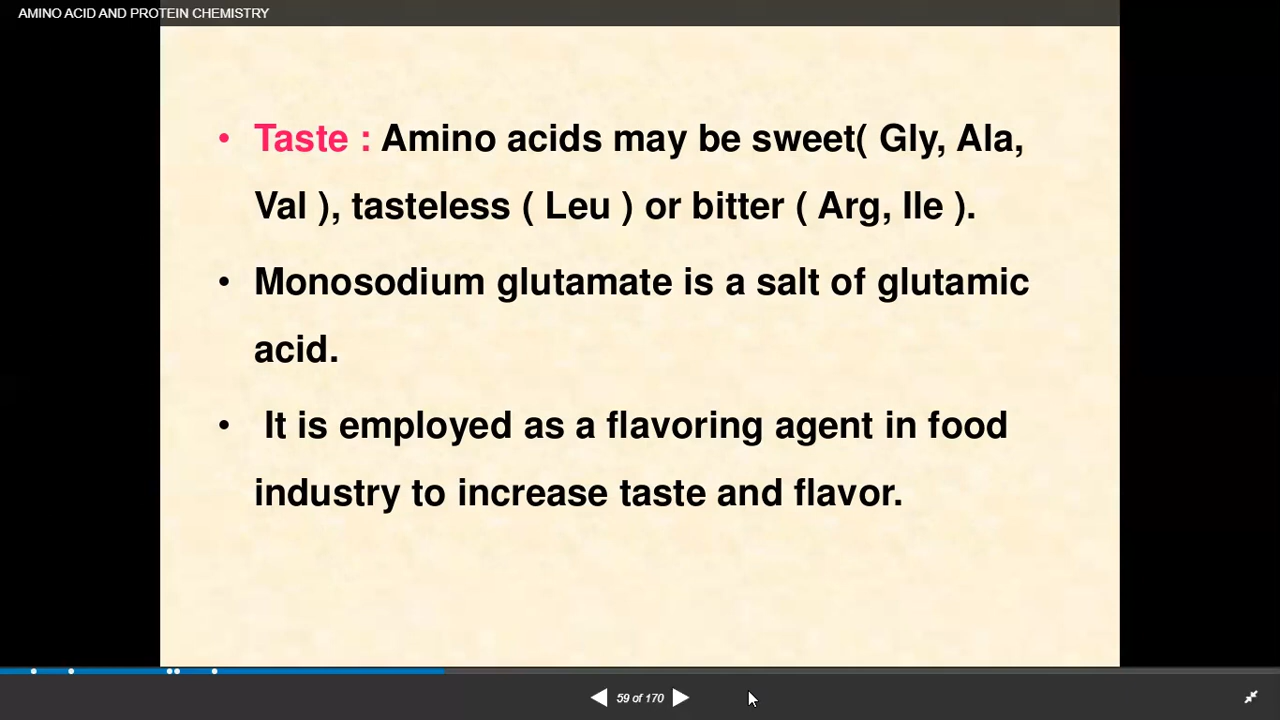 AMINO ACID AND PROTEIN CHEMISTRY
• Taste : Amino acids may be sweet( Gly, Ala,
Val ), tasteless ( Leu ) or bitter ( Arg, Ile ).
• Monosodium glutamate is a salt of glutamic
acid.
• It is employed as a flavoring agent in food
industry to increase taste and flavor.
59 of 170